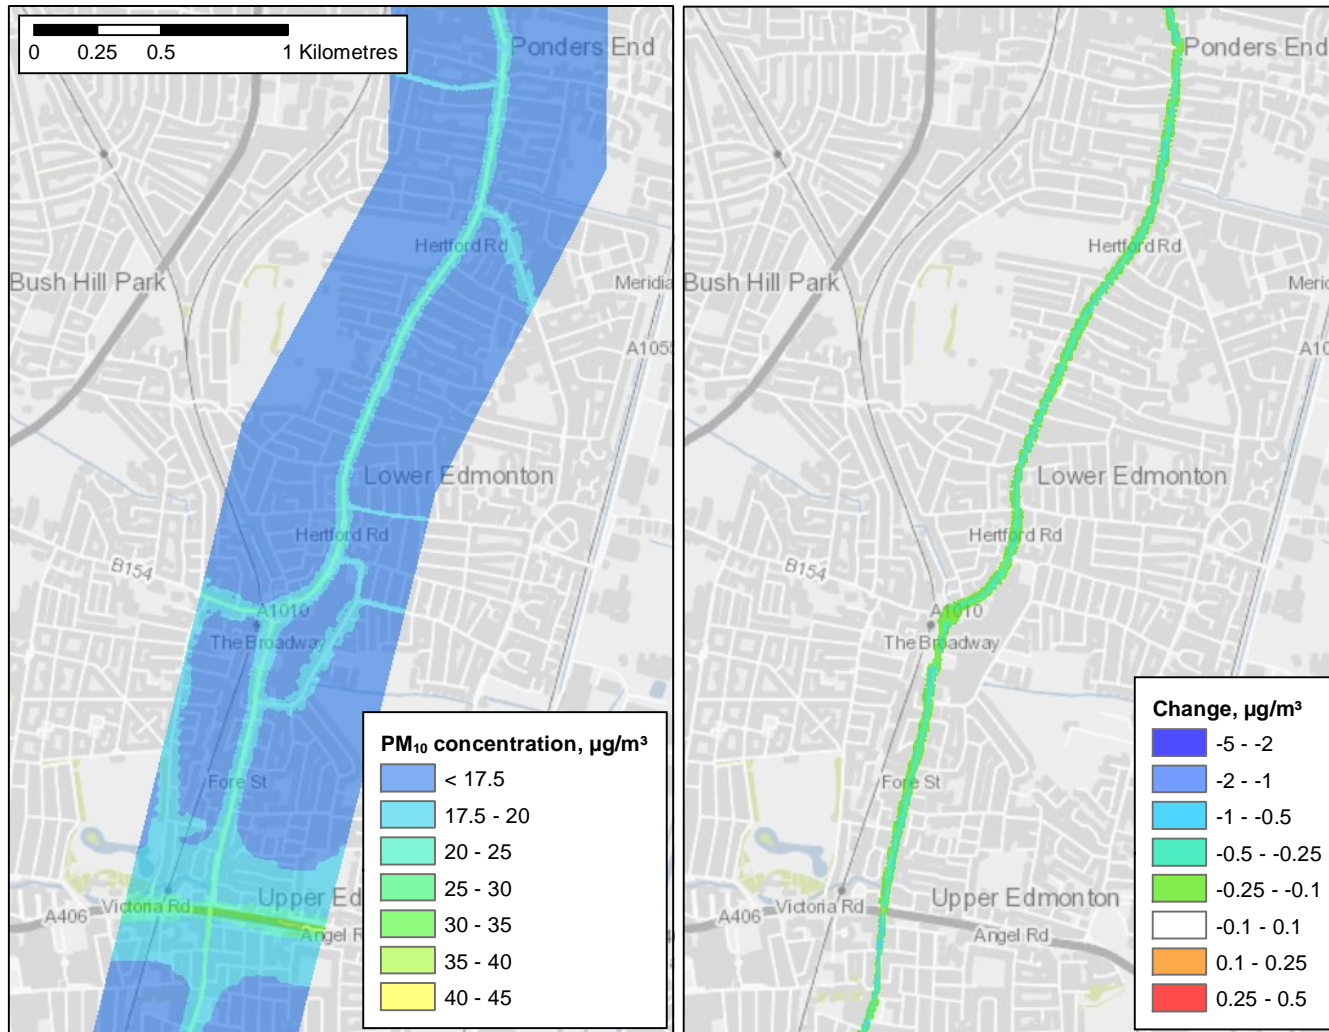 0 0.25 0.5 1 Kilometres
Ponders End
Hertford Rd
Bush Hill Park
Meridia
A1055
Lower Edmonton
Hertford Rd
B154
A1010
The Broadway
Fore St
Upper Ed
A406
Victoria Rd
Angel R
PM₁₀ concentration, µg/m³
< 17.5
17.5 - 20
20 - 25
25 - 30
30 - 35
35 - 40
40 - 45
Ponders End
Hertford Rd
Bush Hill Park
Meric
A10
Lower Edmonton
Hertford Rd
B154
A1010
The Broadway
Fore St
Upper Edmonton
A406
Victoria Rd
Angel Rd
Change, µg/m³
-5 - -2
-2 - -1
-1 - -0.5
-0.5 - -0.25
-0.25 - -0.1
-0.1 - 0.1
0.1 - 0.25
0.25 - 0.5